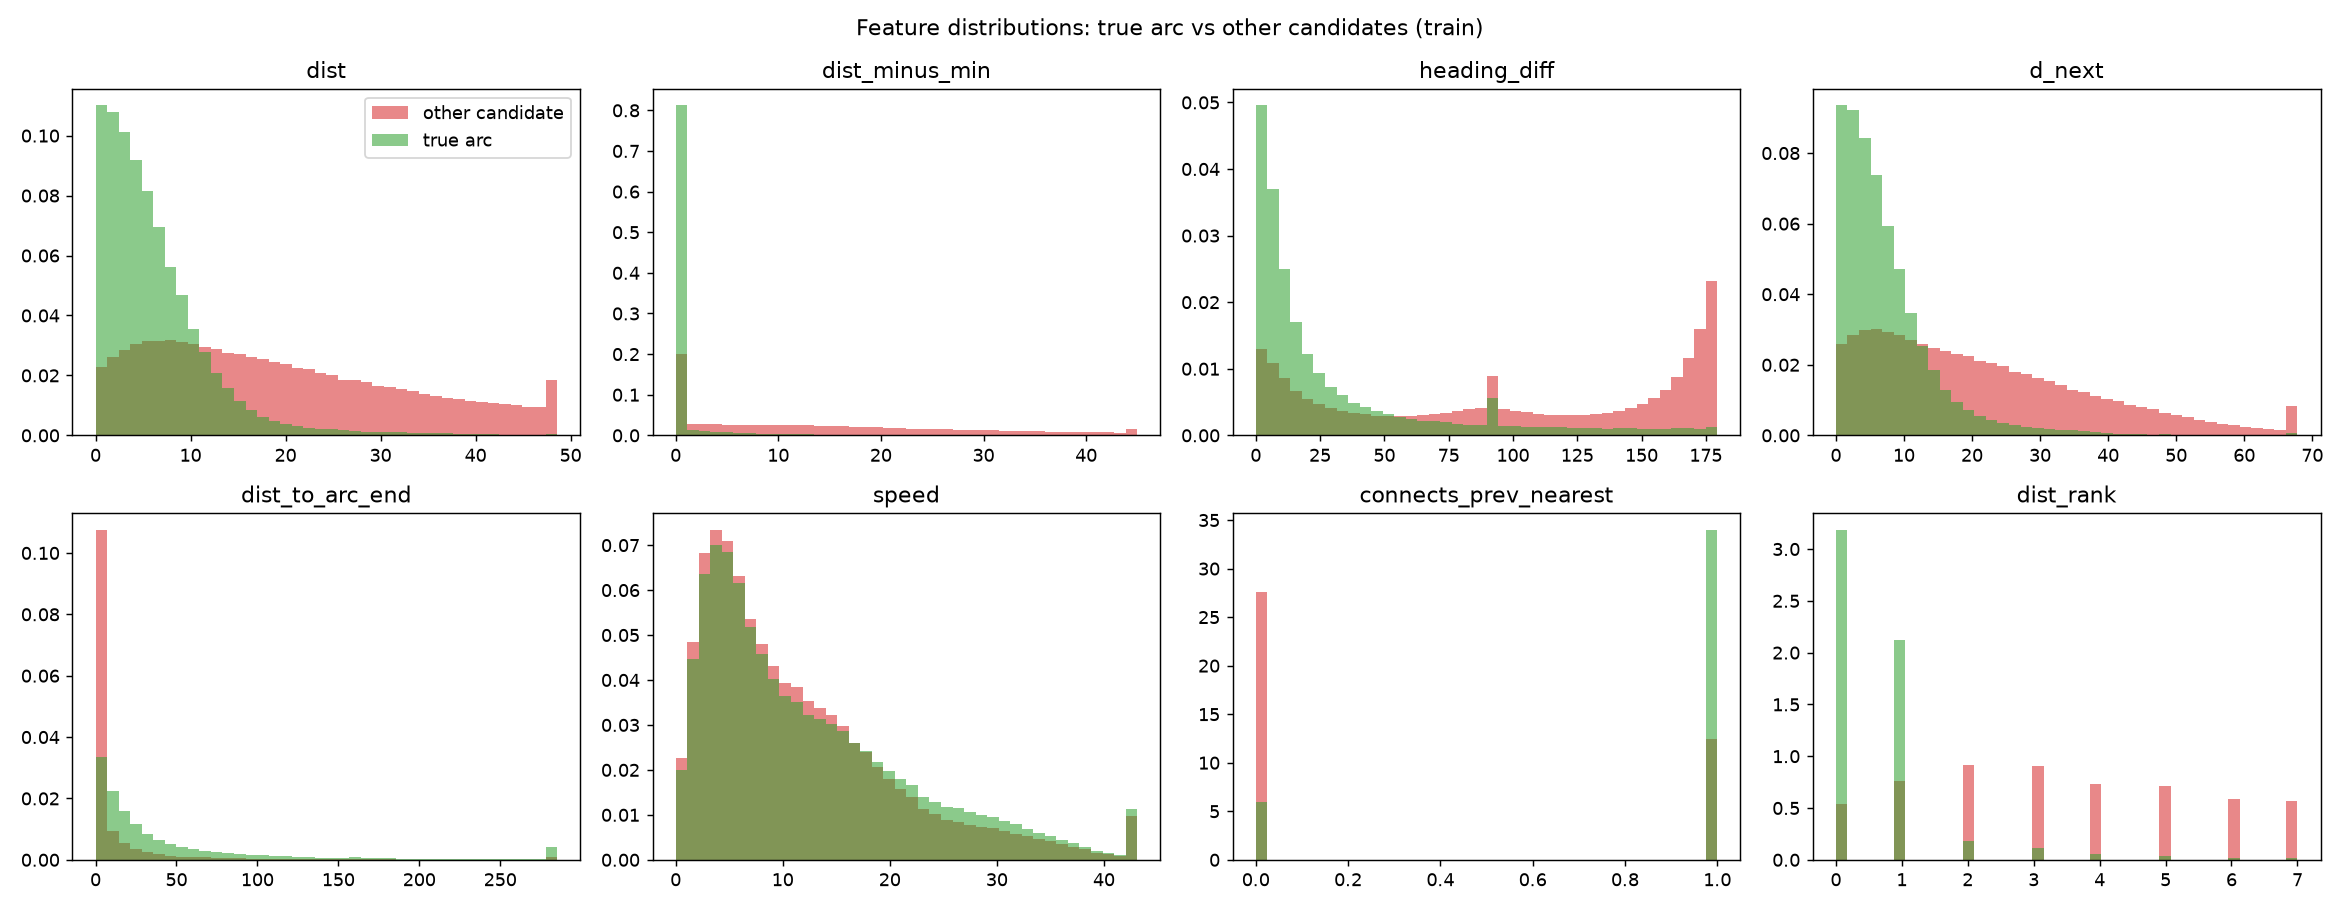 Feature distributions: true arc vs other candidates (train)
dist
dist_minus_min
heading_diff
d_next
other candidate
true arc
0.10
0.08
0.06
0.04
0.02
0.00
0 10 20 30 40 50
0.8
0.7
0.6
0.5
0.4
0.3
0.2
0.1
0.0
0 10 20 30 40
0.05
0.04
0.03
0.02
0.01
0.00
0 25 50 75 100 125 150 175
0.08
0.06
0.04
0.02
0.00
0 10 20 30 40 50 60 70
dist_to_arc_end
speed
connects_prev_nearest
dist_rank
0.10
0.08
0.06
0.04
0.02
0.00
0 50 100 150 200 250
0.07
0.06
0.05
0.04
0.03
0.02
0.01
0.00
0 10 20 30 40
35
30
25
20
15
10
5
0
0.0 0.2 0.4 0.6 0.8 1.0
3.0
2.5
2.0
1.5
1.0
0.5
0.0
0 1 2 3 4 5 6 7